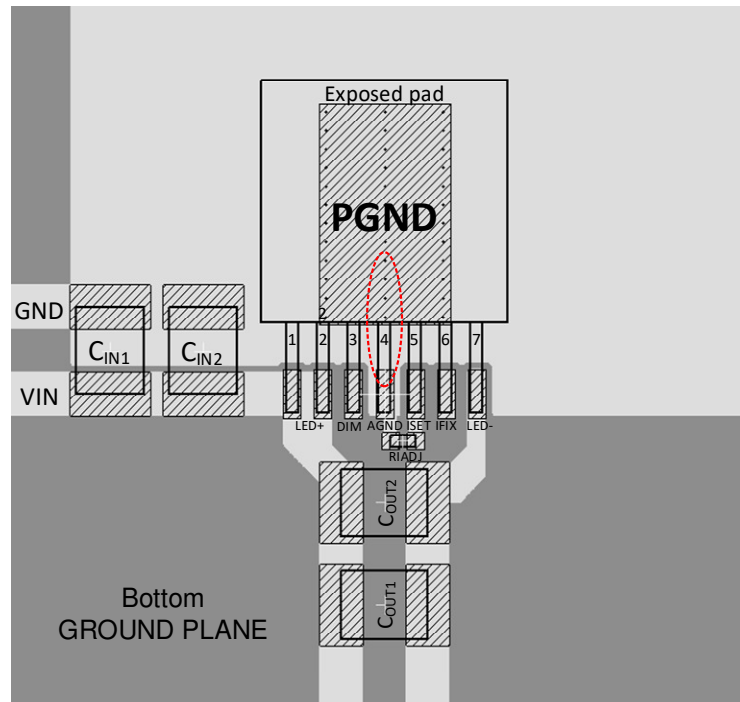 Exposed pad
PGND
2
GND
1 2 3 4 5 6 7
CIN1 CIN2
VIN
LED+ DIM AGND ISET IFIX LED-
RIADJ
COUT2
COUT1
Bottom
GROUND PLANE